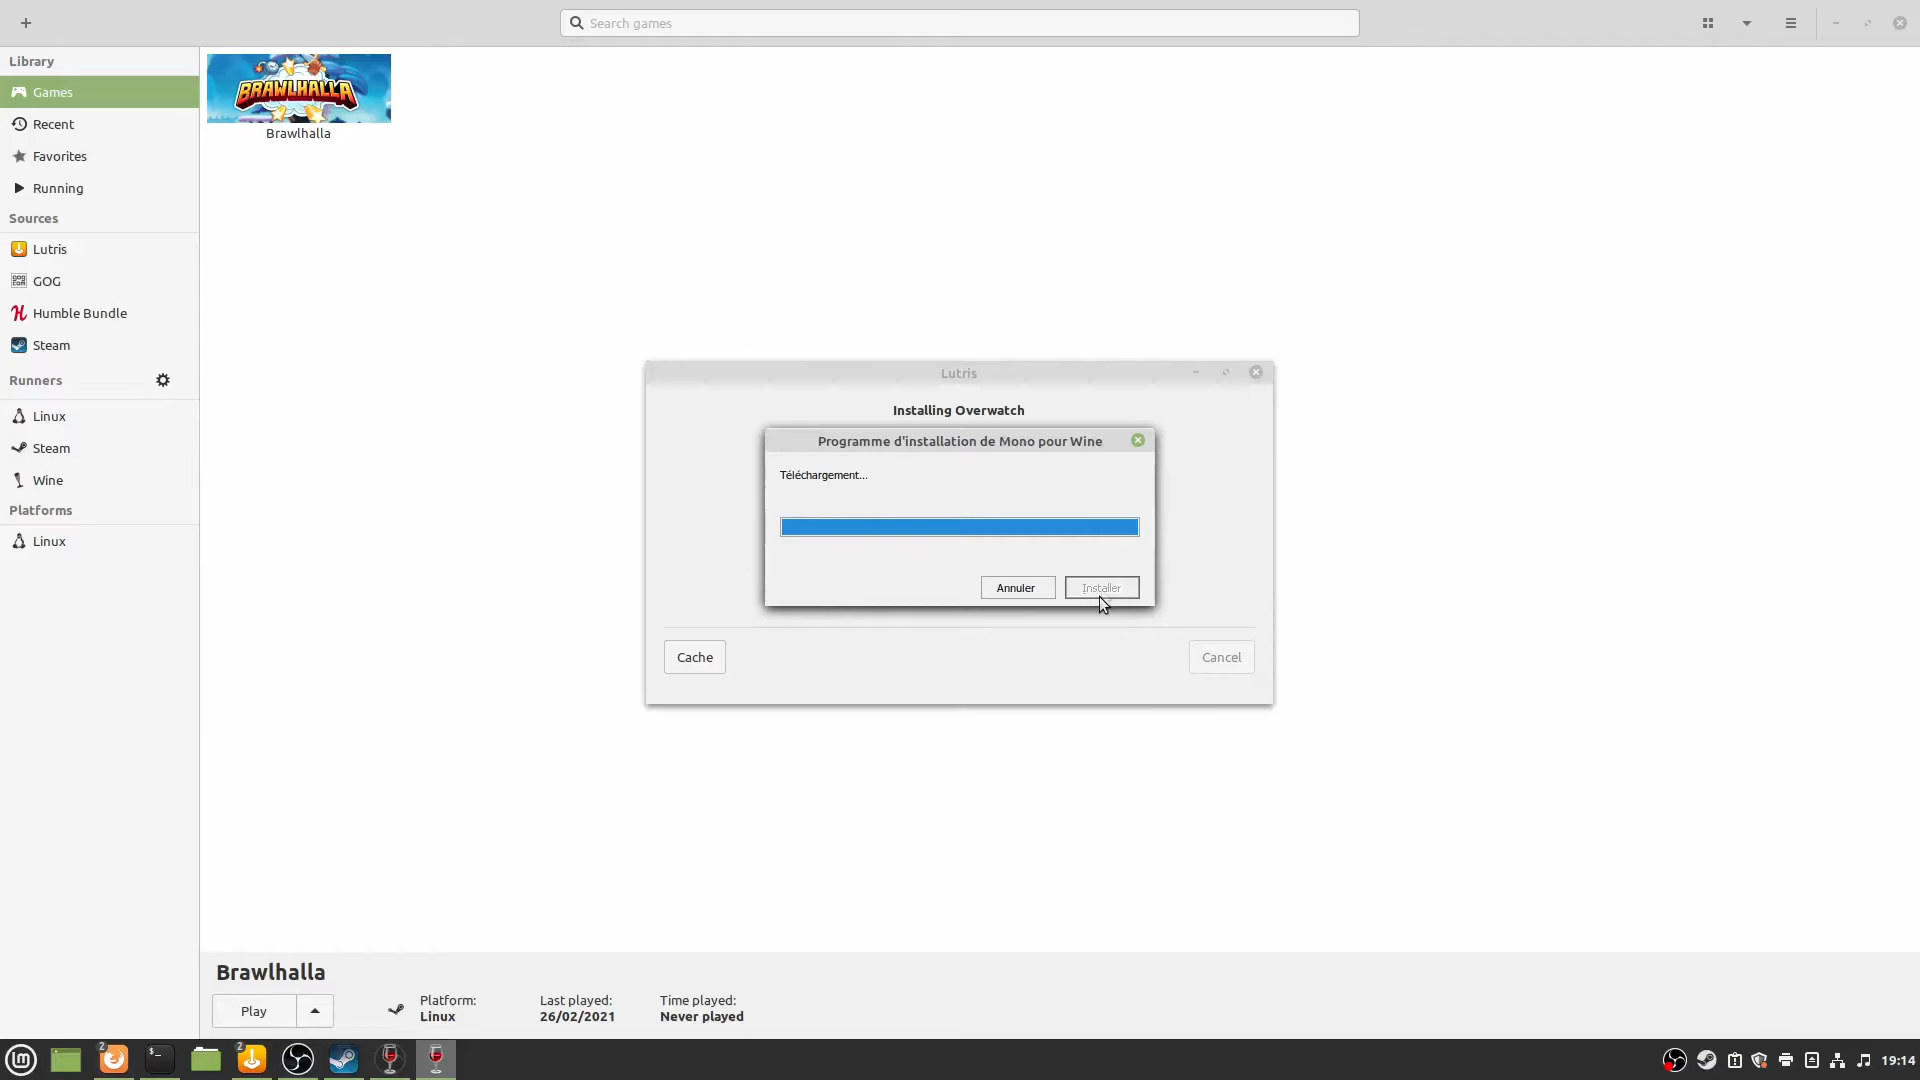 Search games
Library
Games
Recent
Favorites
Running
Sources
Lutris
GOG
Humble Bundle
Steam
Runners
Linux
Steam
Wine
Platforms
Linux
BRAWLHALLA
Brawlhalla
Lutris
Installing Overwatch
Programme d'installation de Mono pour Wine
Téléchargement...
Annuler
Installer
Cache
Cancel
Brawlhalla
Play
Platform:
Linux
Last played:
26/02/2021
Time played:
Never played
2
2
19:14